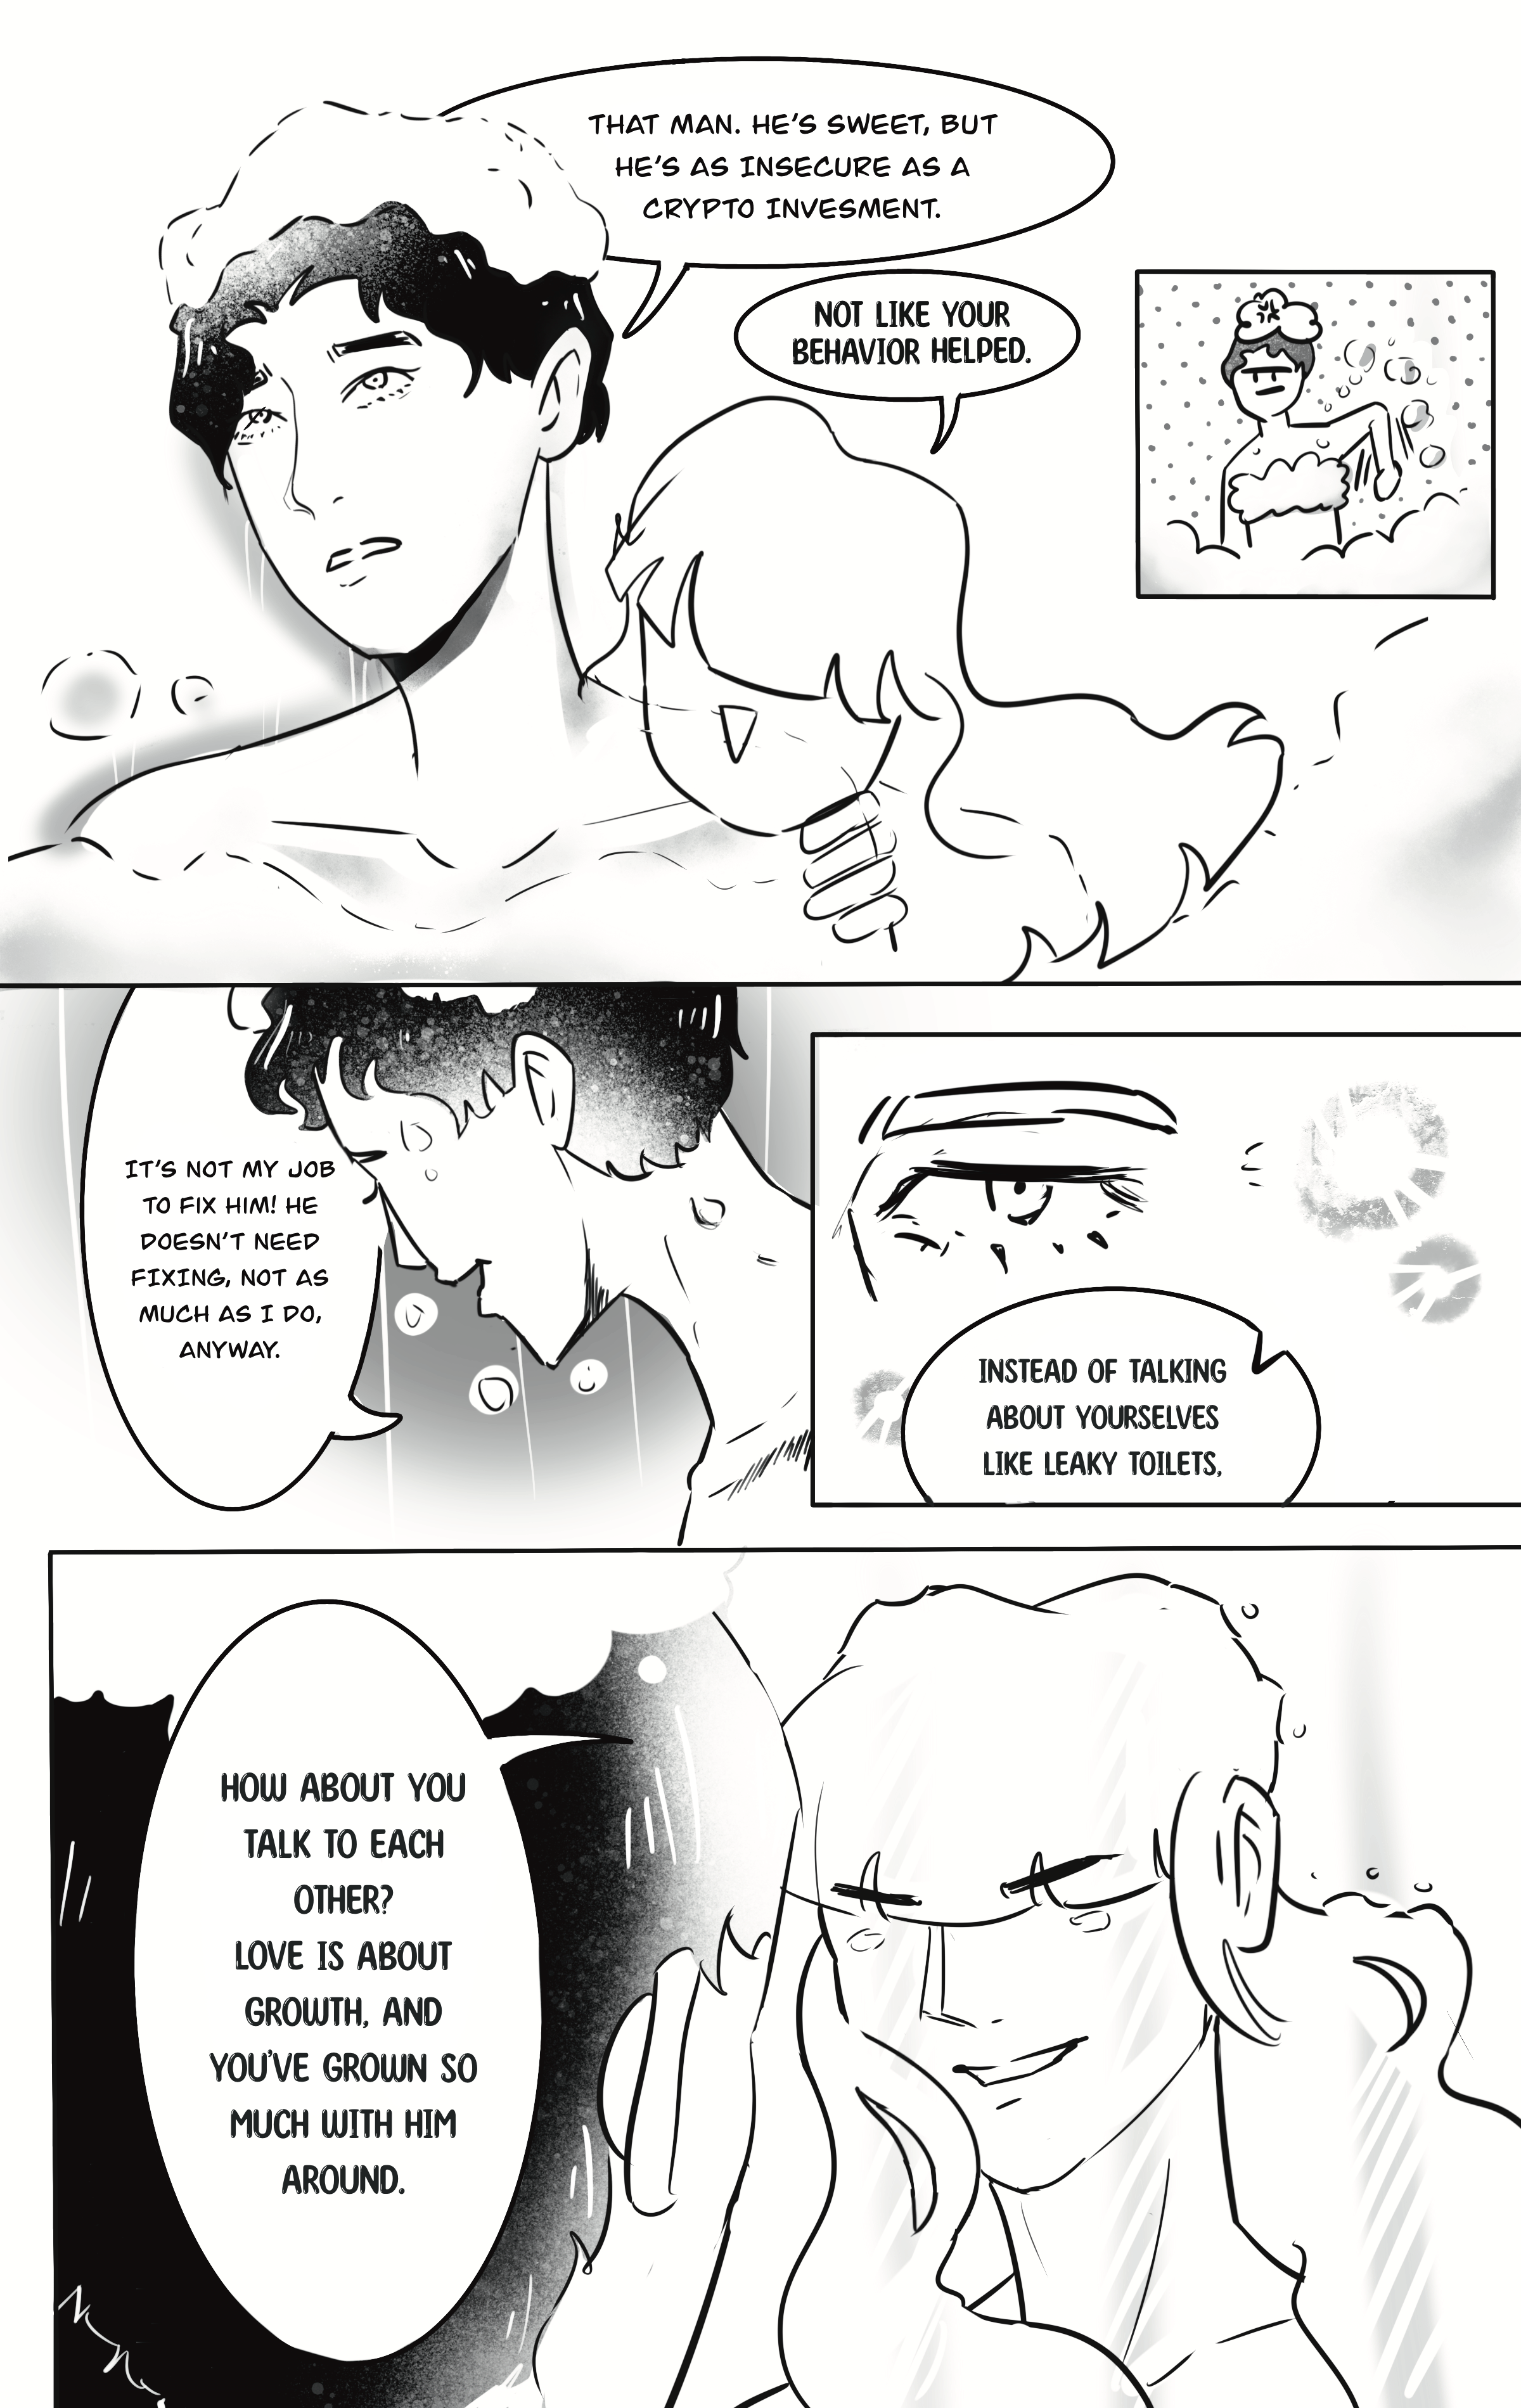 THAT MAN. HE'S SWEET, BUT
HE'S AS INSECURE AS A
CRYPTO INVESMENT.
NOT LIKE YOUR
BEHAVIOR HELPED.
IT'S NOT MY JOB
TO FIX HIM! HE
DOESN'T NEED
FIXING, NOT AS
MUCH AS I DO,
ANYWAY.
INSTEAD OF TALKING
ABOUT YOURSELVES
LIKE LEAKY TOILETS,
HOW ABOUT YOU
TALK TO EACH
OTHER?
LOVE IS ABOUT
GROWTH, AND
YOU'VE GROWN SO
MUCH WITH HIM
AROUND.